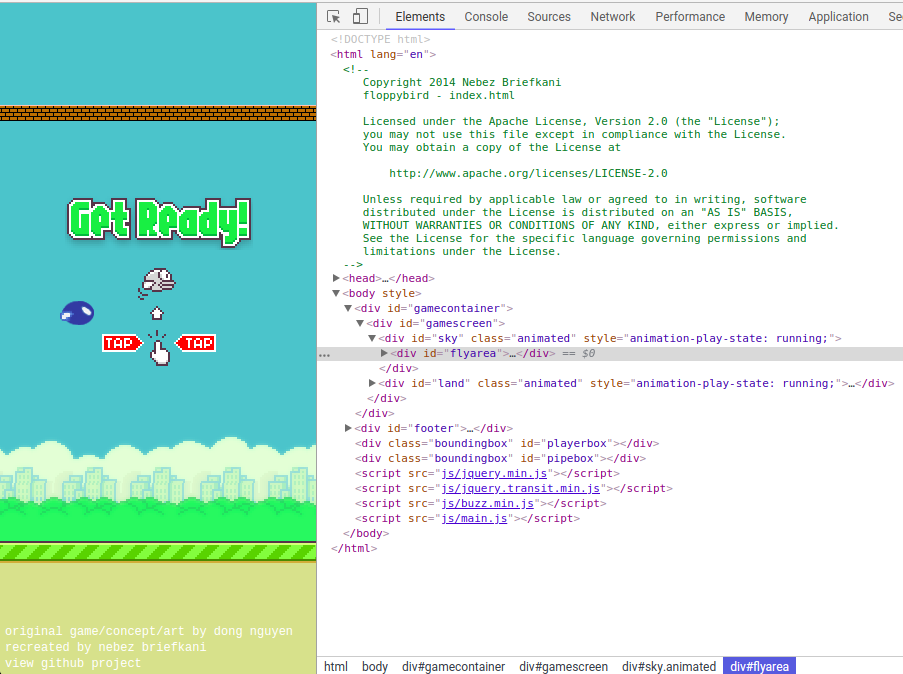 Get Ready!
TAP TAP
original game/concept/art by dong nguyen
recreated by nebez briefkani
view github project
Elements Console Sources Network Performance Memory Application Se
<!DOCTYPE html>
<html lang="en">
<!--
Copyright 2014 Nebez Briefkani
floppybird - index.html
Licensed under the Apache License, Version 2.0 (the "License");
you may not use this file except in compliance with the License.
You may obtain a copy of the License at
http://www.apache.org/licenses/LICENSE-2.0
Unless required by applicable law or agreed to in writing, software
distributed under the License is distributed on an "AS IS" BASIS,
WITHOUT WARRANTIES OR CONDITIONS OF ANY KIND, either express or implied.
See the License for the specific language governing permissions and
limitations under the License.
-->
<head>…</head>
<body style>
<div id="gamecontainer">
<div id="gamescreen">
<div id="sky" class="animated" style="animation-play-state: running;">
… <div id="flyarea">…</div> == $0
</div>
<div id="land" class="animated" style="animation-play-state: running;">…</div>
</div>
</div>
<div id="footer">…</div>
<div class="boundingbox" id="playerbox"></div>
<div class="boundingbox" id="pipebox"></div>
<script src="js/jquery.min.js"></script>
<script src="js/jquery.transit.min.js"></script>
<script src="js/buzz.min.js"></script>
<script src="js/main.js"></script>
</body>
</html>
html body div#gamecontainer div#gamescreen div#sky.animated div#flyarea